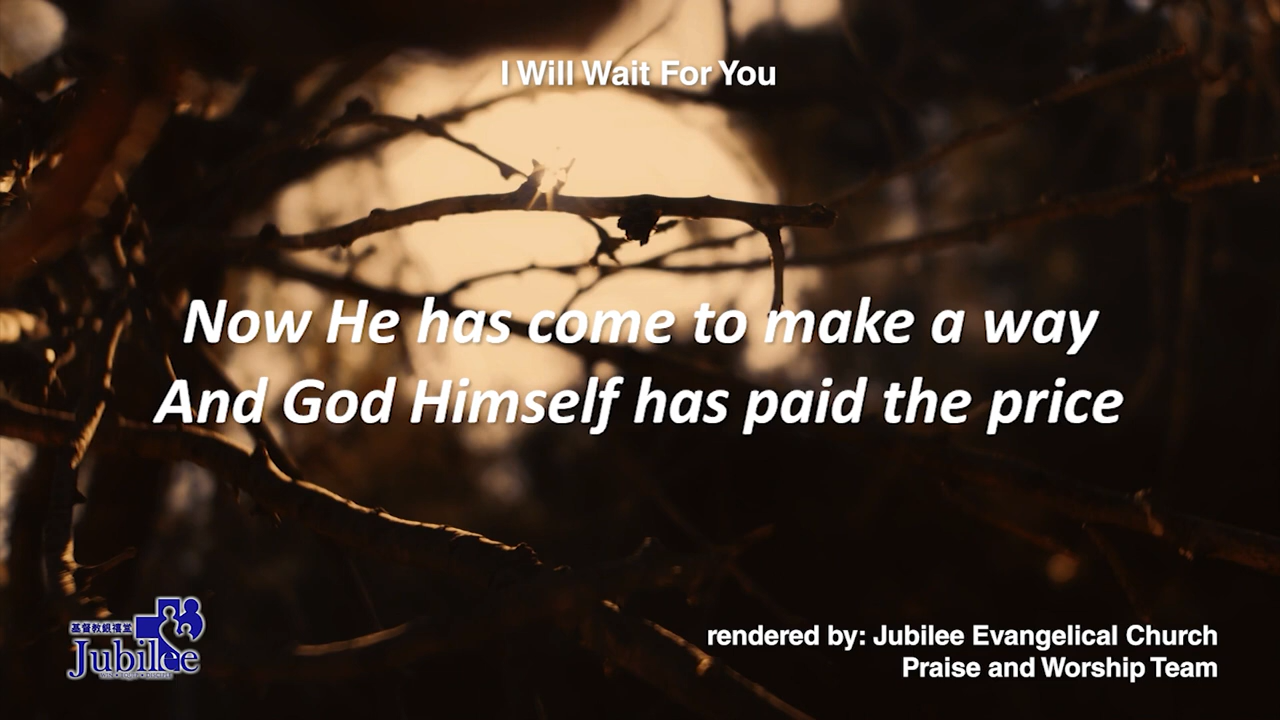 I Will Wait For You
Now He has come to make a way
And God Himself has paid the price
基督教銀禧堂
Jubilee
rendered by: Jubilee Evangelical Church
Praise and Worship Team